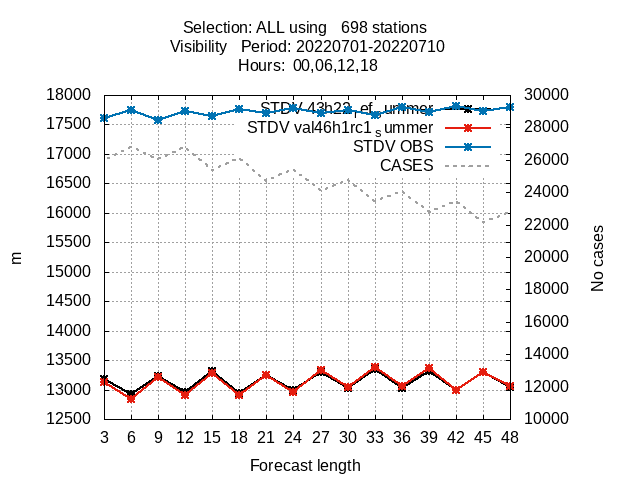 Selection: ALL using   698 stations
Visibility   Period: 20220701-20220710
Hours:  00,06,12,18
18000
17500
17000
16500
16000
15500
15000
14500
14000
13500
13000
12500
30000
28000
26000
24000
22000
20000
18000
16000
14000
12000
10000
STDV
STDV val46h1rc1 s ummer
STDV OBS
CASES
m
No cases
3 6 9 12 15 18 21 24 27 30 33 36 39 42 45 48
Forecast length